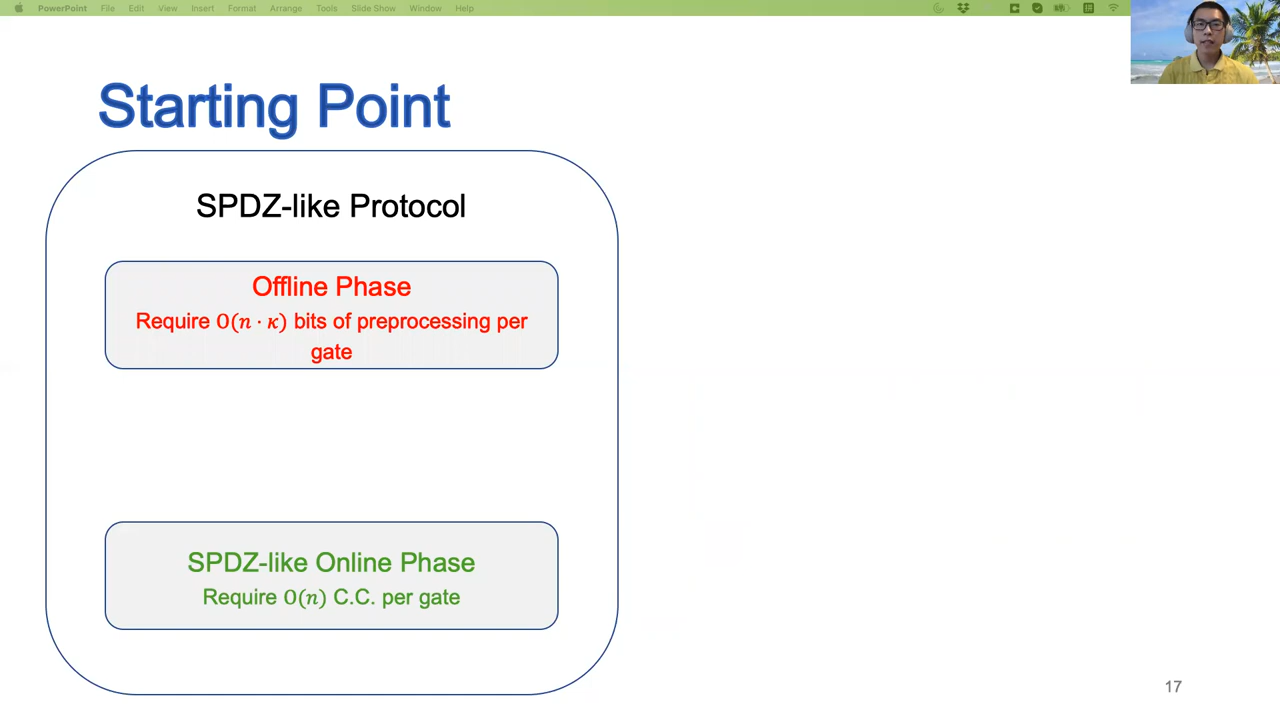 PowerPoint File Edit View Insert Format Arrange Tools Slide Show Window Help
Starting Point
SPDZ-like Protocol
Offline Phase
Require O(n · κ) bits of preprocessing per
gate
SPDZ-like Online Phase
Require O(n) C.C. per gate
17